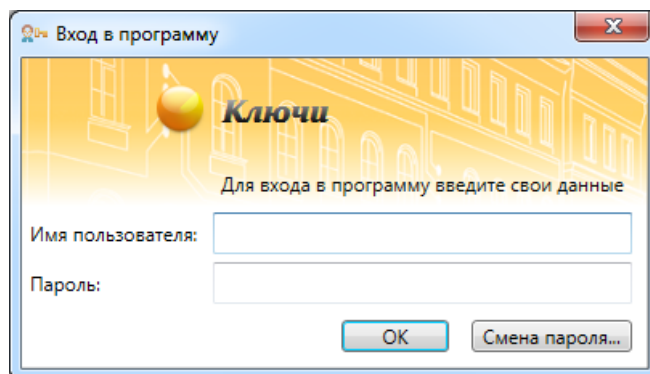 Вход в программу
Ключи
Для входа в программу введите свои данные
Имя пользователя:
Пароль:
OK
Смена пароля...